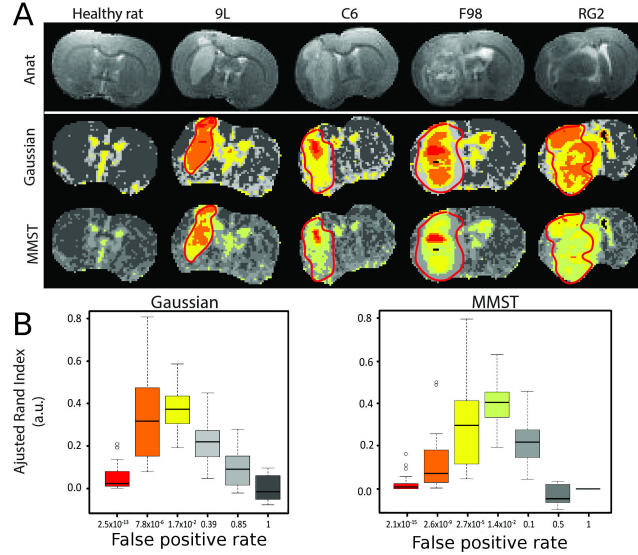 A
Healthy rat 9L C6 F98 RG2
Anat
Gaussian
MMST
B
Gaussian MMST
Ajusted Rand Index
(a.u.)
0.8 0.8
0.6 0.6
0.4 0.4
0.2 0.2
0.0 0.0
2.5x10⁻¹³ 7.8x10⁻⁶ 1.7x10⁻² 0.39 0.85 1 2.1x10⁻¹⁵ 2.6x10⁻⁹ 2.7x10⁻⁵ 1.4x10⁻² 0.1 0.5 1
False positive rate False positive rate